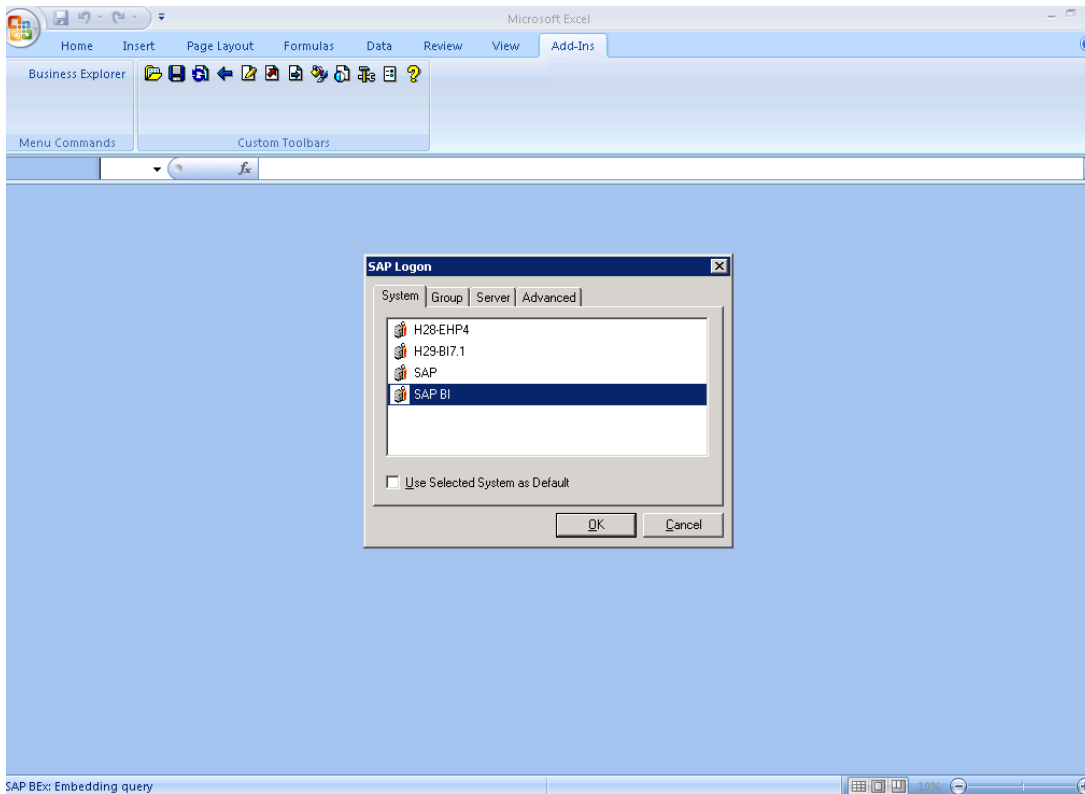 Microsoft Excel
Home Insert Page Layout Formulas Data Review View Add-Ins
Business Explorer
Menu Commands Custom Toolbars
fx
SAP Logon
System Group Server Advanced
H28-EHP4
H29-BI7.1
SAP
SAP BI
Use Selected System as Default
OK Cancel
SAP BEx: Embedding query 10%